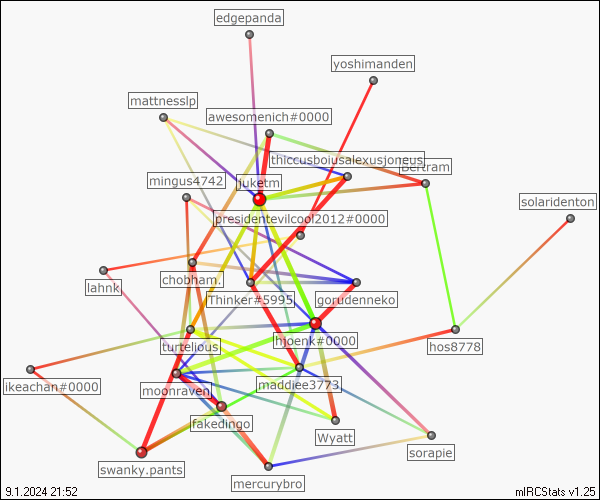 edgepanda
yoshimanden
mattnesslp
awesomenich#0000
thiccusboiusalexusjoneus
Bertram
mingus4742
juketm
solaridenton
presidentevilcool2012#0000
lahnk
chobham.
Thinker#5995
gorudenneko
turtelious
hjoenk#0000
hos8778
ikeachan#0000
moonraven
maddjee3773
fakedingo
Wyatt
sorapie
swanky.pants
mercurybro
9.1.2024 21:52
mIRCStats v1.25